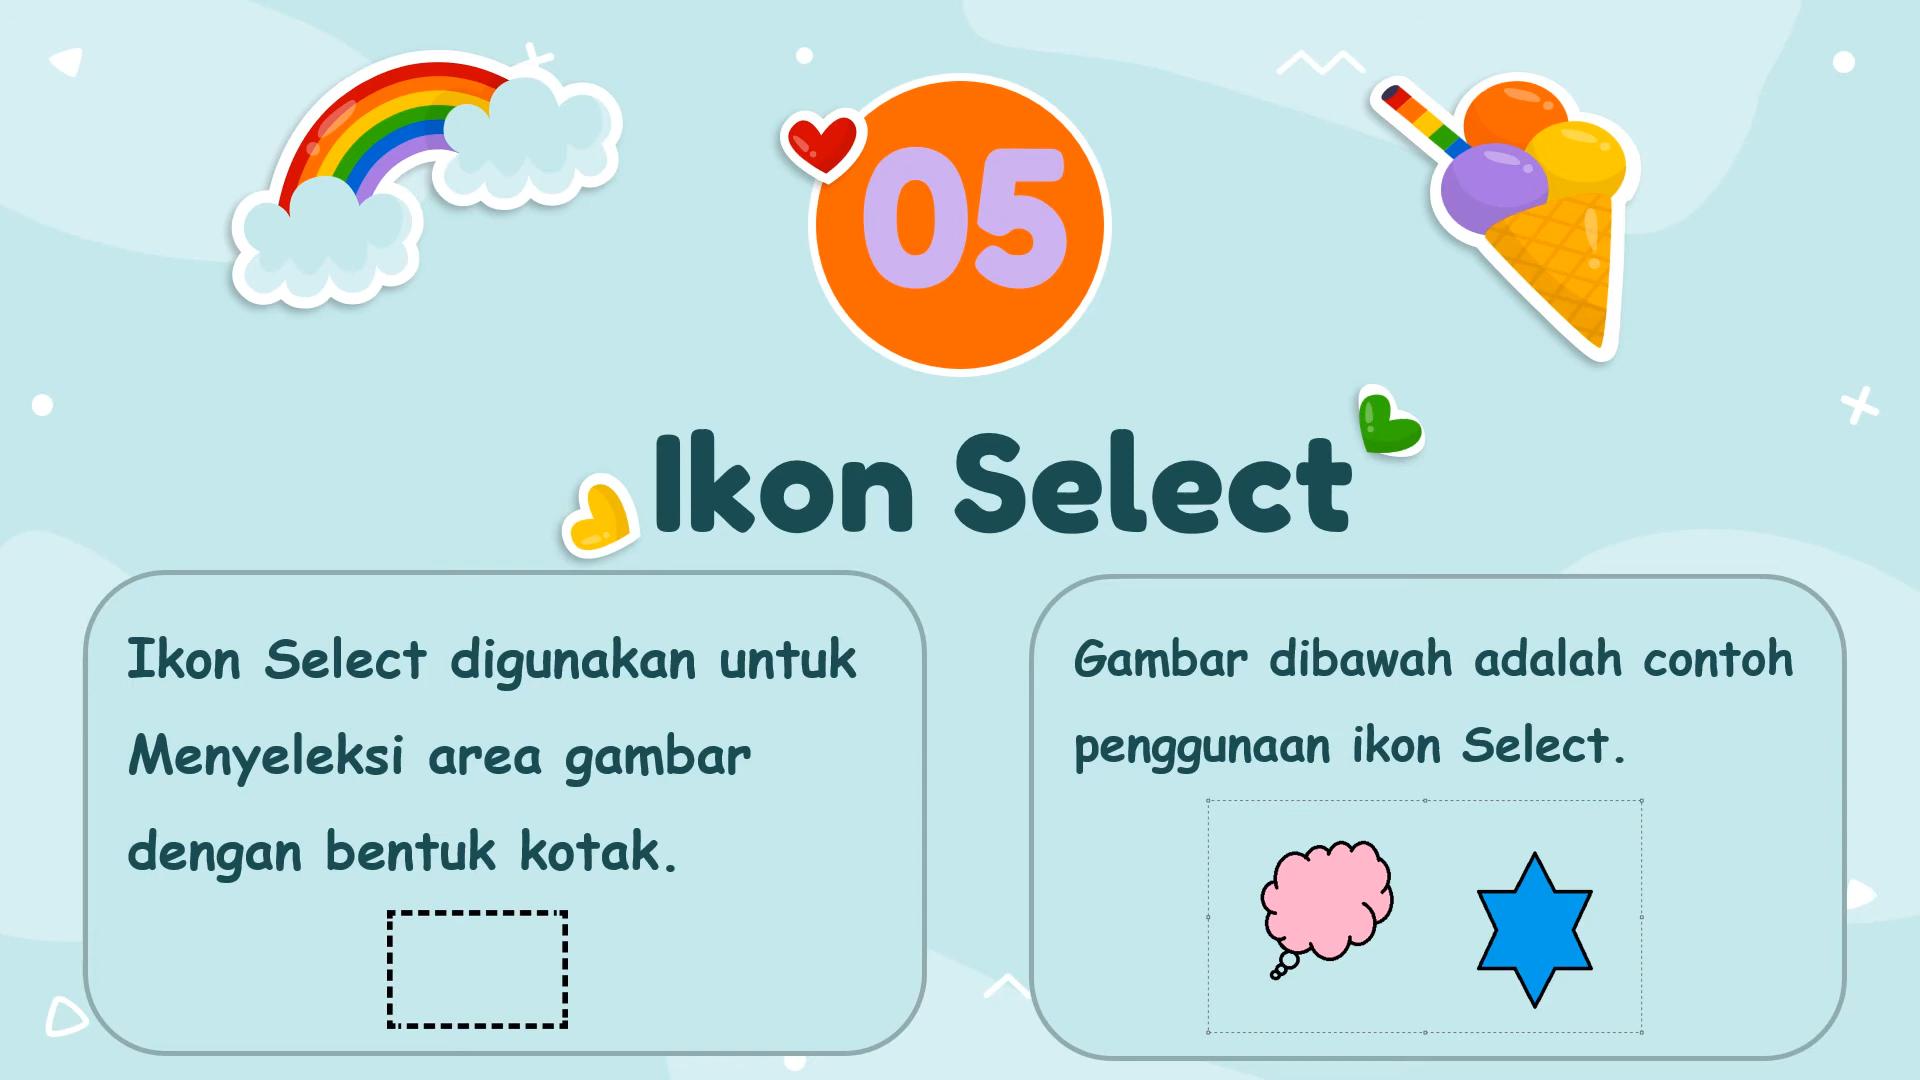 05
Ikon Select
Ikon Select digunakan untuk
Menyeleksi area gambar
dengan bentuk kotak.
Gambar dibawah adalah contoh
penggunaan ikon Select.